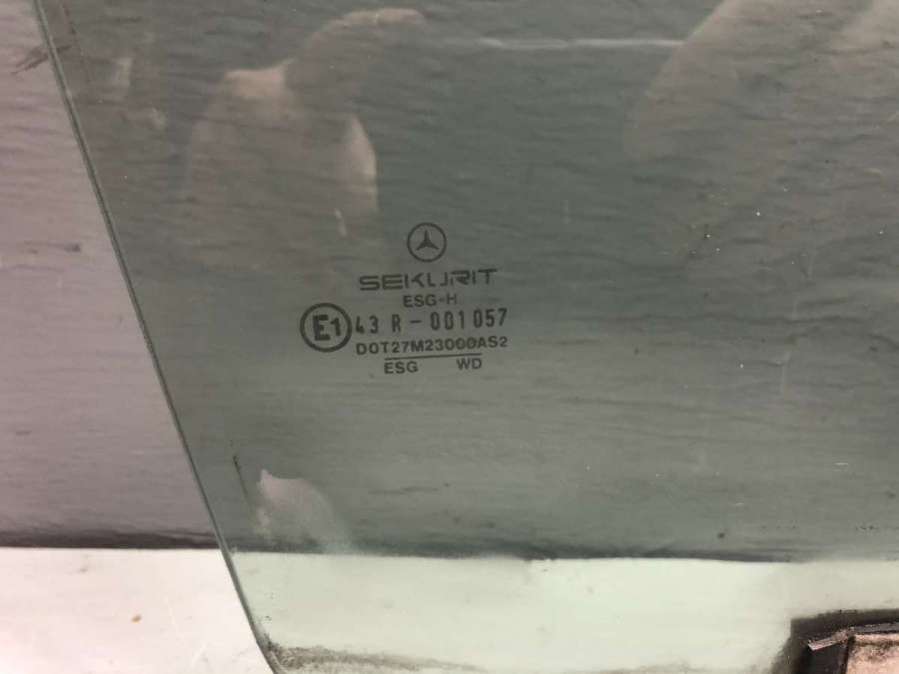 SEKURIT
ESG-H
E1 43 R-001057
DOT27M23000AS2
ESG WD